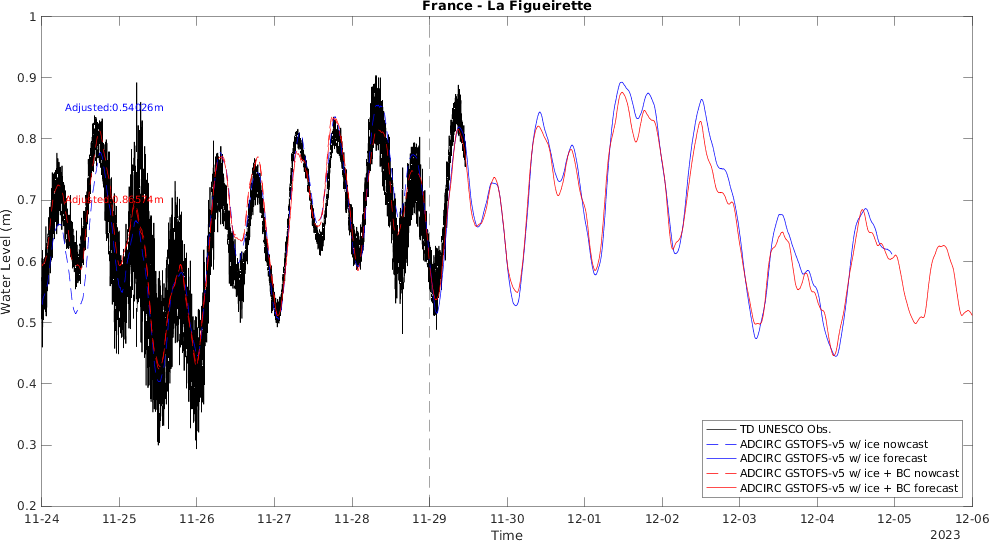 France - La Figueirette
1
0.9
0.8
0.7
0.6
0.5
0.4
0.3
0.2
Water Level (m)
Adjusted:0.54026m
TD UNESCO Obs.
ADCIRC GSTOFS-v5 w/ ice nowcast
ADCIRC GSTOFS-v5 w/ ice forecast
ADCIRC GSTOFS-v5 w/ ice + BC nowcast
ADCIRC GSTOFS-v5 w/ ice + BC forecast
11-24 11-25 11-26 11-27 11-28 11-29 11-30 12-01 12-02 12-03 12-04 12-05 12-06
Time
2023